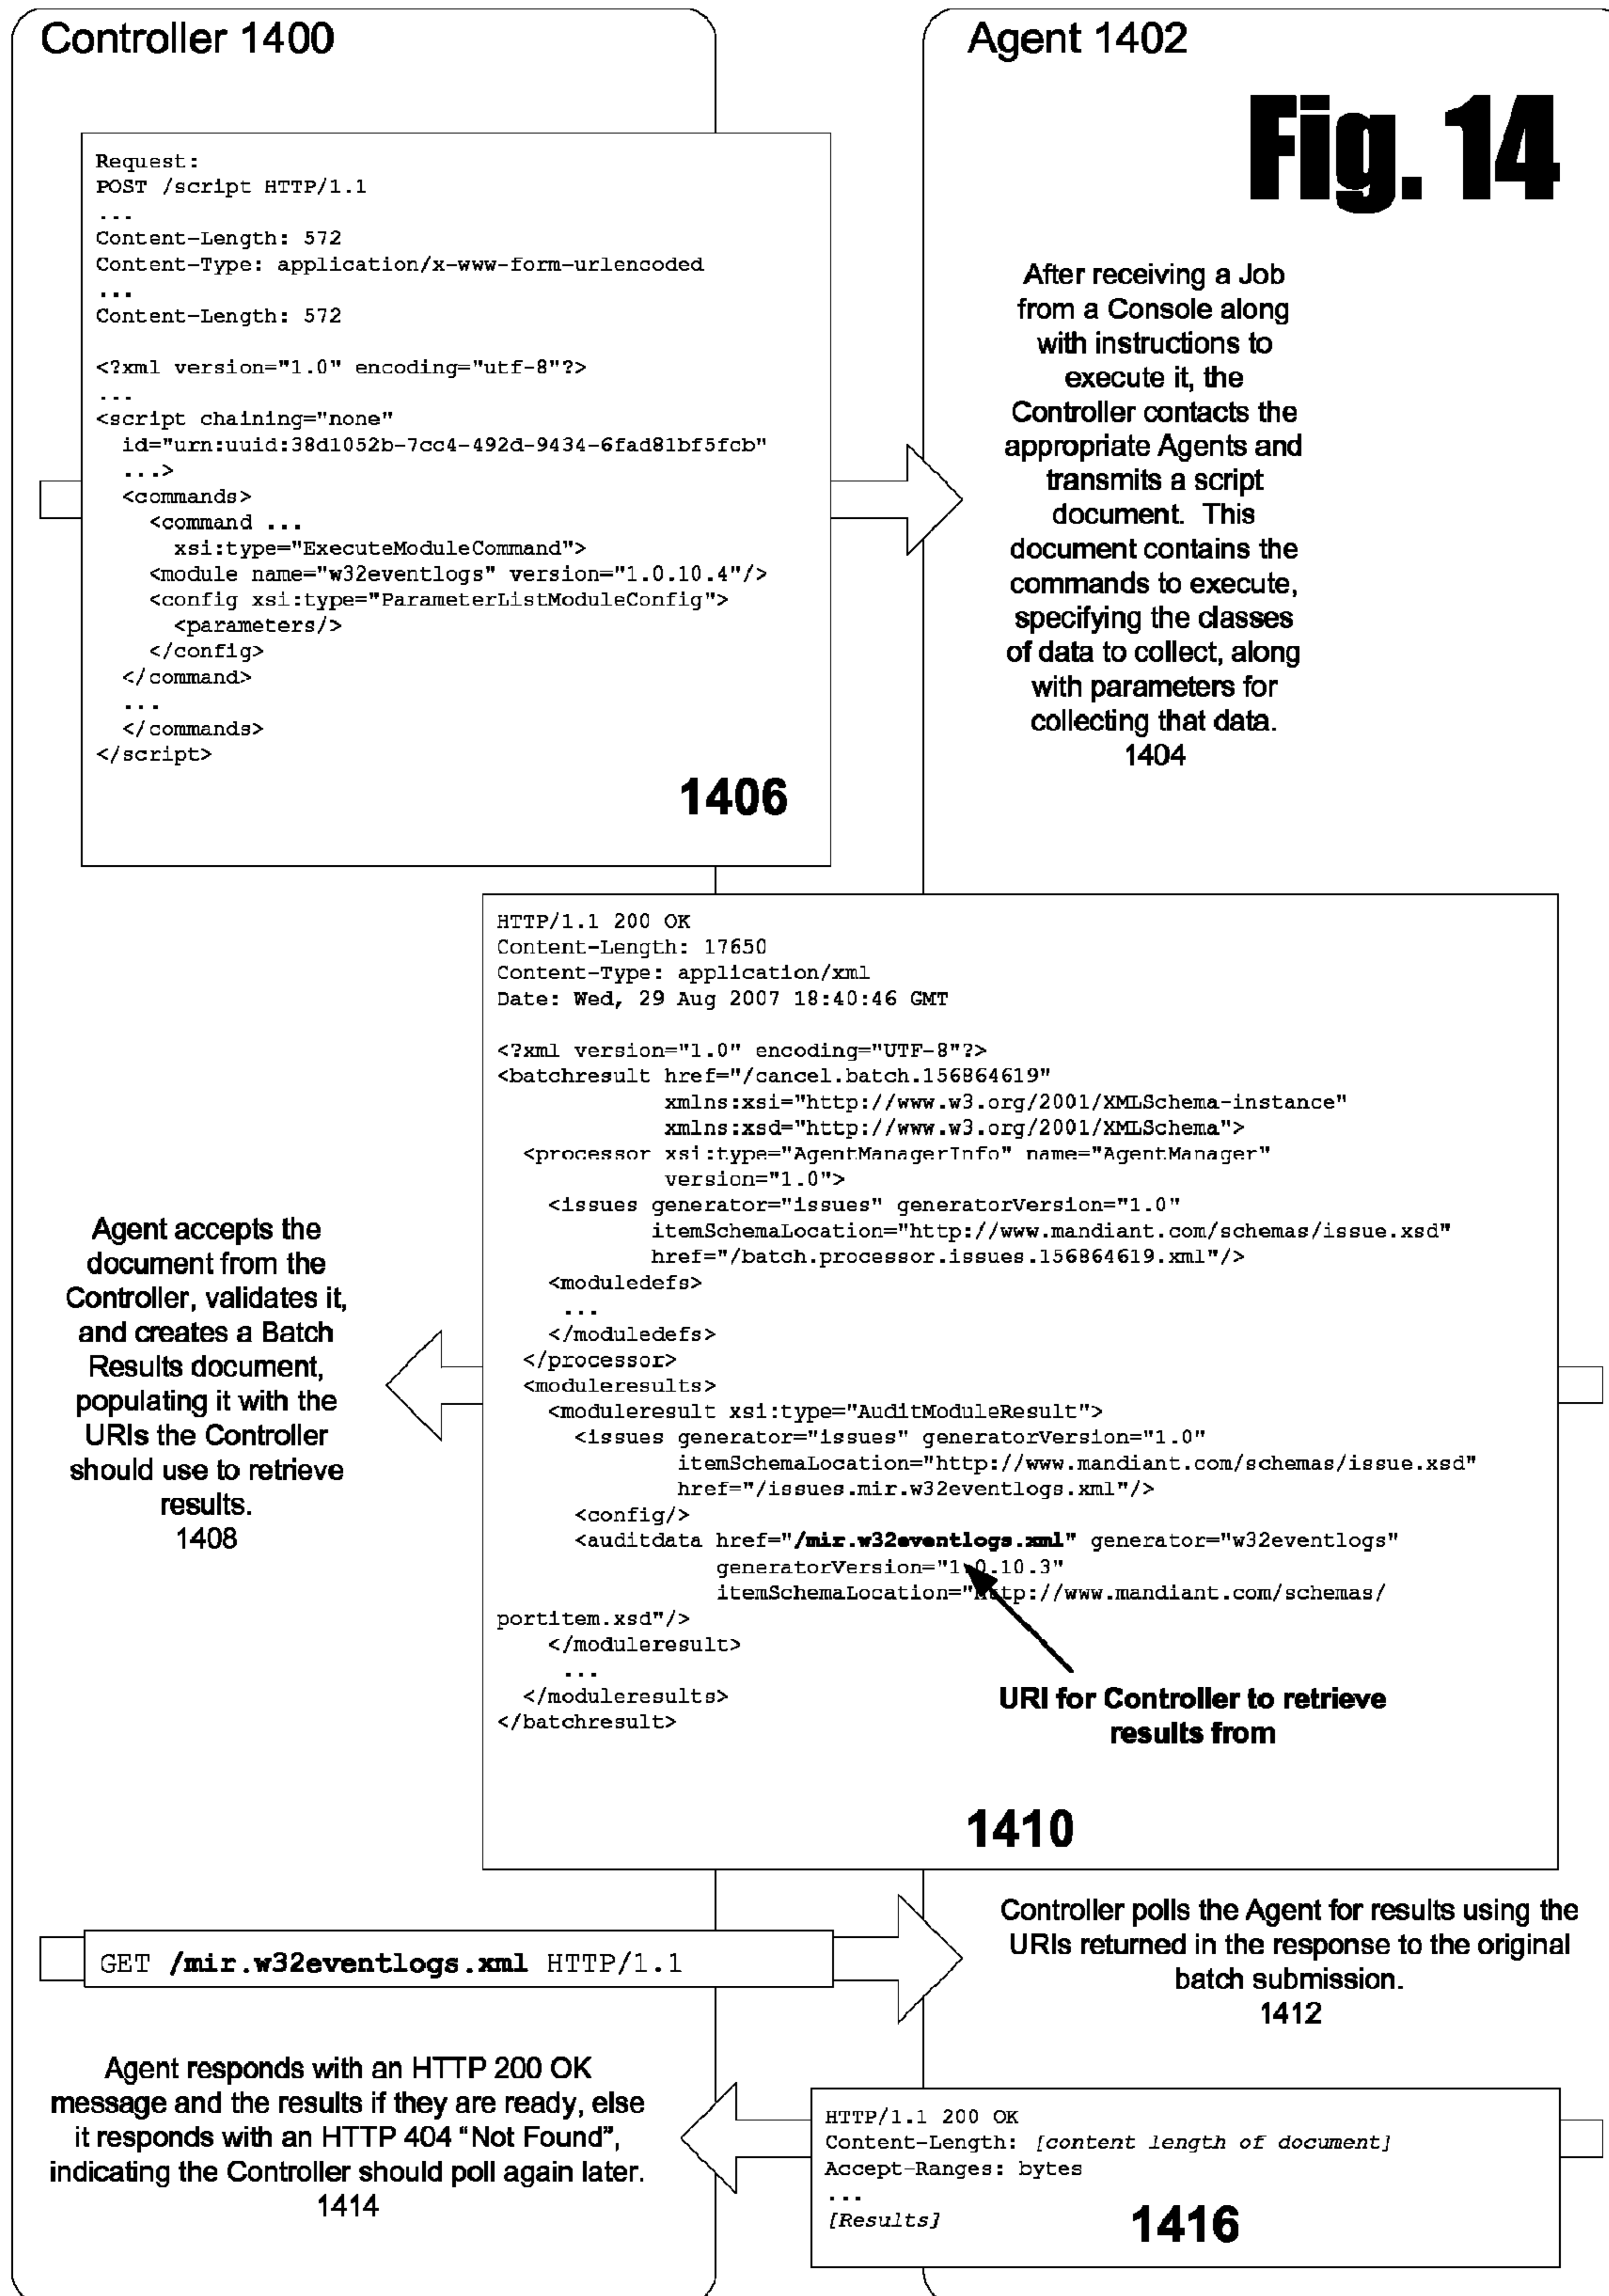 Controller 1400
Agent 1402
Fig. 14
Request:
POST /script HTTP/1.1
...
Content-Length: 572
Content-Type: application/x-www-form-urlencoded
...
Content-Length: 572
<?xml version="1.0" encoding="utf-8"?>
...
<script chaining="none"
id="urn:uuid:38d1052b-7cc4-492d-9434-6fad81bf5fcb"
...>
<commands>
<command ...
xsi:type="ExecuteModuleCommand">
<module name="w32eventlogs" version="1.0.10.4"/>
<config xsi:type="ParameterListModuleConfig">
<parameters/>
</config>
</command>
...
</commands>
</script>
1406
After receiving a Job
from a Console along
with instructions to
execute it, the
Controller contacts the
appropriate Agents and
transmits a script
document. This
document contains the
commands to execute,
specifying the classes
of data to collect, along
with parameters for
collecting that data.
1404
HTTP/1.1 200 OK
Content-Length: 17650
Content-Type: application/xml
Date: Wed, 29 Aug 2007 18:40:46 GMT
<?xml version="1.0" encoding="UTF-8"?>
<batchresult href="/cancel.batch.156864619"
xmlns:xsi="http://www.w3.org/2001/XMLSchema-instance"
xmlns:xsd="http://www.w3.org/2001/XMLSchema">
<processor xsi:type="AgentManagerInfo" name="AgentManager"
version="1.0">
<issues generator="issues" generatorVersion="1.0"
itemSchemaLocation="http://www.mandiant.com/schemas/issue.xsd"
href="/batch.processor.issues.156864619.xml"/>
<moduledefs>
...
</moduledefs>
</processor>
<moduleresults>
<moduleresult xsi:type="AuditModuleResult">
<issues generator="issues" generatorVersion="1.0"
itemSchemaLocation="http://www.mandiant.com/schemas/issue.xsd"
href="/issues.mir.w32eventlogs.xml"/>
<config/>
<auditdata href="/mir.w32eventlogs.xml" generator="w32eventlogs"
generatorVersion="1.0.10.3"
itemSchemaLocation="http://www.mandiant.com/schemas/
portitem.xsd"/>
</moduleresult>
...
</moduleresults>
</batchresult>
URI for Controller to retrieve
results from
1410
Agent accepts the
document from the
Controller, validates it,
and creates a Batch
Results document,
populating it with the
URIs the Controller
should use to retrieve
results.
1408
GET /mir.w32eventlogs.xml HTTP/1.1
Controller polls the Agent for results using the
URIs returned in the response to the original
batch submission.
1412
Agent responds with an HTTP 200 OK
message and the results if they are ready, else
it responds with an HTTP 404 "Not Found",
indicating the Controller should poll again later.
1414
HTTP/1.1 200 OK
Content-Length: [content length of document]
Accept-Ranges: bytes
...
[Results]
1416